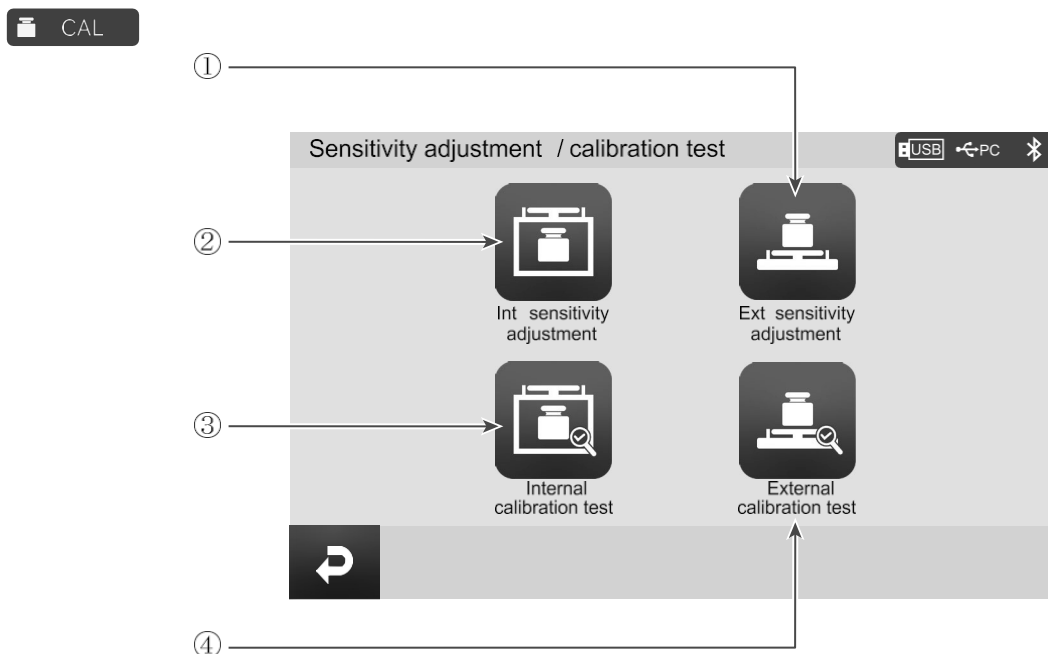 CAL
①
Sensitivity adjustment / calibration test
USB PC
②
Int sensitivity
adjustment
Ext sensitivity
adjustment
③
Internal
calibration test
External
calibration test
④